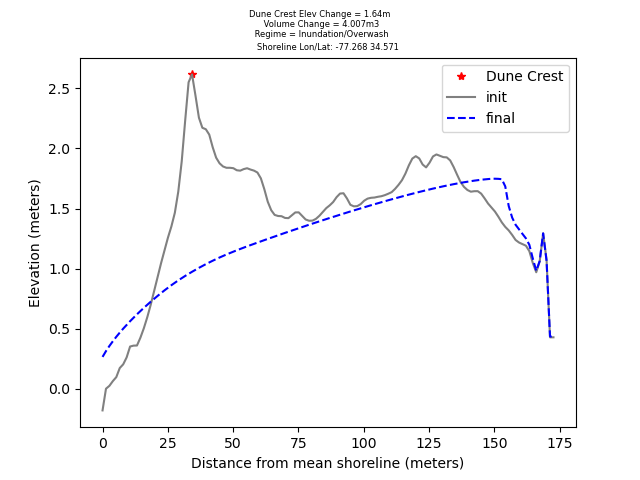 Dune Crest Elev Change = 1.64m
Volume Change = 4.007m3
Regime = Inundation/Overwash
Shoreline Lon/Lat: -77.268 34.571
Dune Crest
init
final
Elevation (meters)
2.5
2.0
1.5
1.0
0.5
0.0
0 25 50 75 100 125 150 175
Distance from mean shoreline (meters)